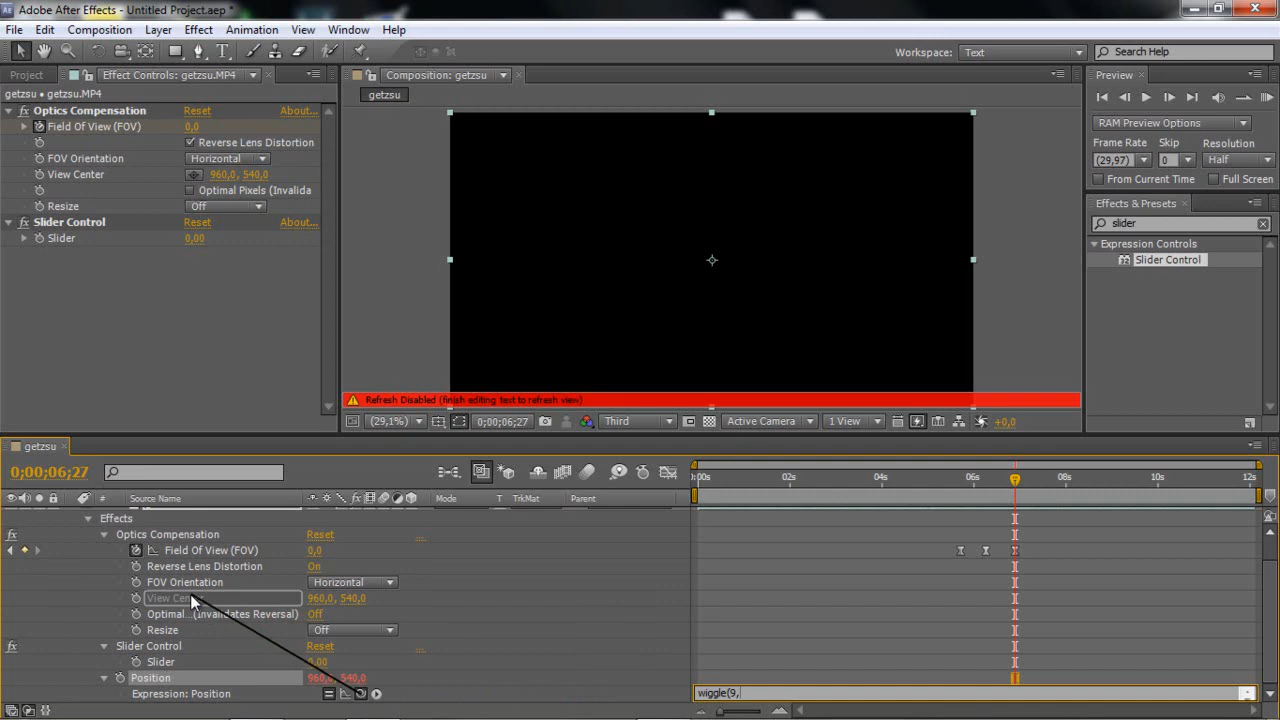 Adobe After Effects - Untitled Project.aep *
File Edit Composition Layer Effect Animation View Window Help
Workspace: Text Search Help
Project Effect Controls: getzsu.MP4
getzsu • getzsu.MP4
Optics Compensation Reset About...
Field Of View (FOV) 0,0
Reverse Lens Distortion
FOV Orientation Horizontal
View Center 960,0, 540,0
Optimal Pixels (Invalida
Resize Off
Slider Control Reset About...
Slider 0,00
Composition: getzsu
getzsu
Refresh Disabled (finish editing text to refresh view)
(29,1%) 0;00;06;27 Third Active Camera 1 View +0,0
Preview
RAM Preview Options
Frame Rate Skip Resolution
(29,97) 0 Half
From Current Time Full Screen
Effects & Presets
slider
Expression Controls
Slider Control
getzsu
0;00;06;27
# Source Name Mode T TrkMat Parent
:00s 02s 04s 06s 08s 10s 12s
Effects
Optics Compensation Reset ...
Field Of View (FOV) 0,0
Reverse Lens Distortion On
FOV Orientation Horizontal
View Center 960,0, 540,0
Optimal...(Invalidates Reversal) Off
Resize Off
Slider Control Reset ...
Slider 0,00
Position 960,0, 540,0
Expression: Position
wiggle(9,